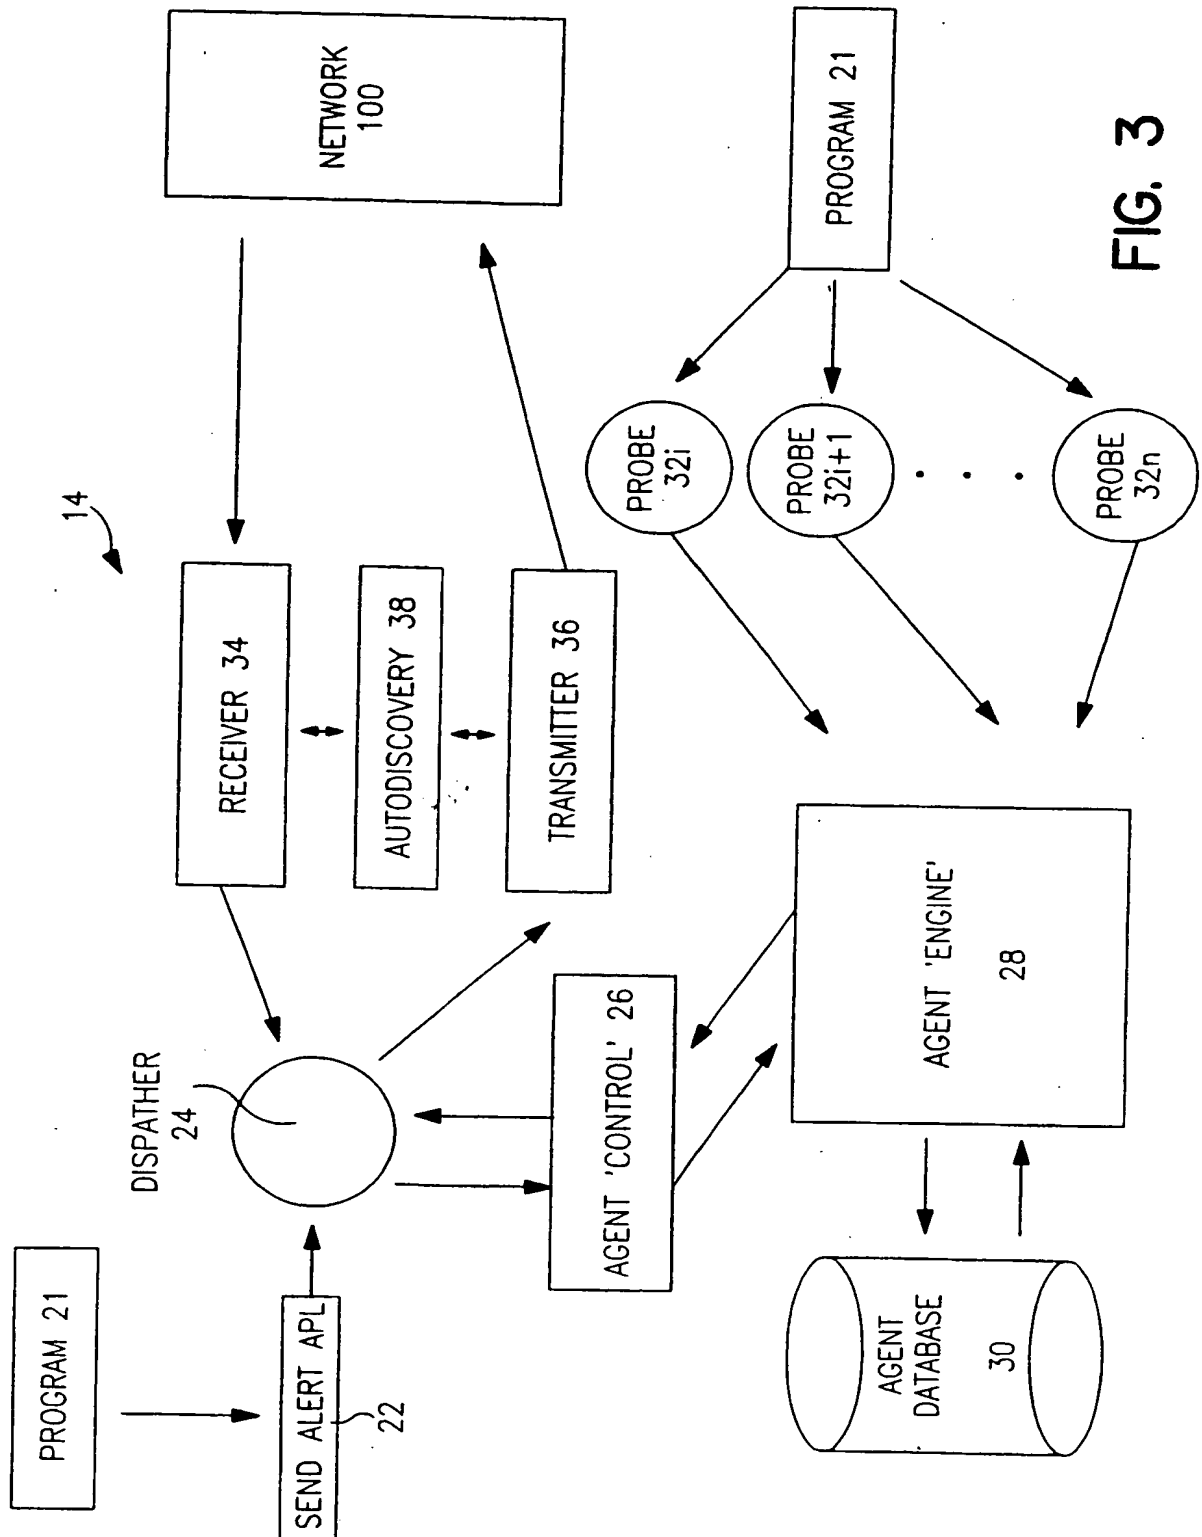 PROGRAM 21
SEND ALERT APL
22
DISPATHER
24
14
RECEIVER 34
AUTODISCOVERY 38
TRANSMITTER 36
NETWORK
100
AGENT 'CONTROL' 26
AGENT
DATABASE
30
AGENT 'ENGINE'
28
PROBE
32i
PROBE
32i+1
. . .
PROBE
32n
PROGRAM 21
FIG. 3